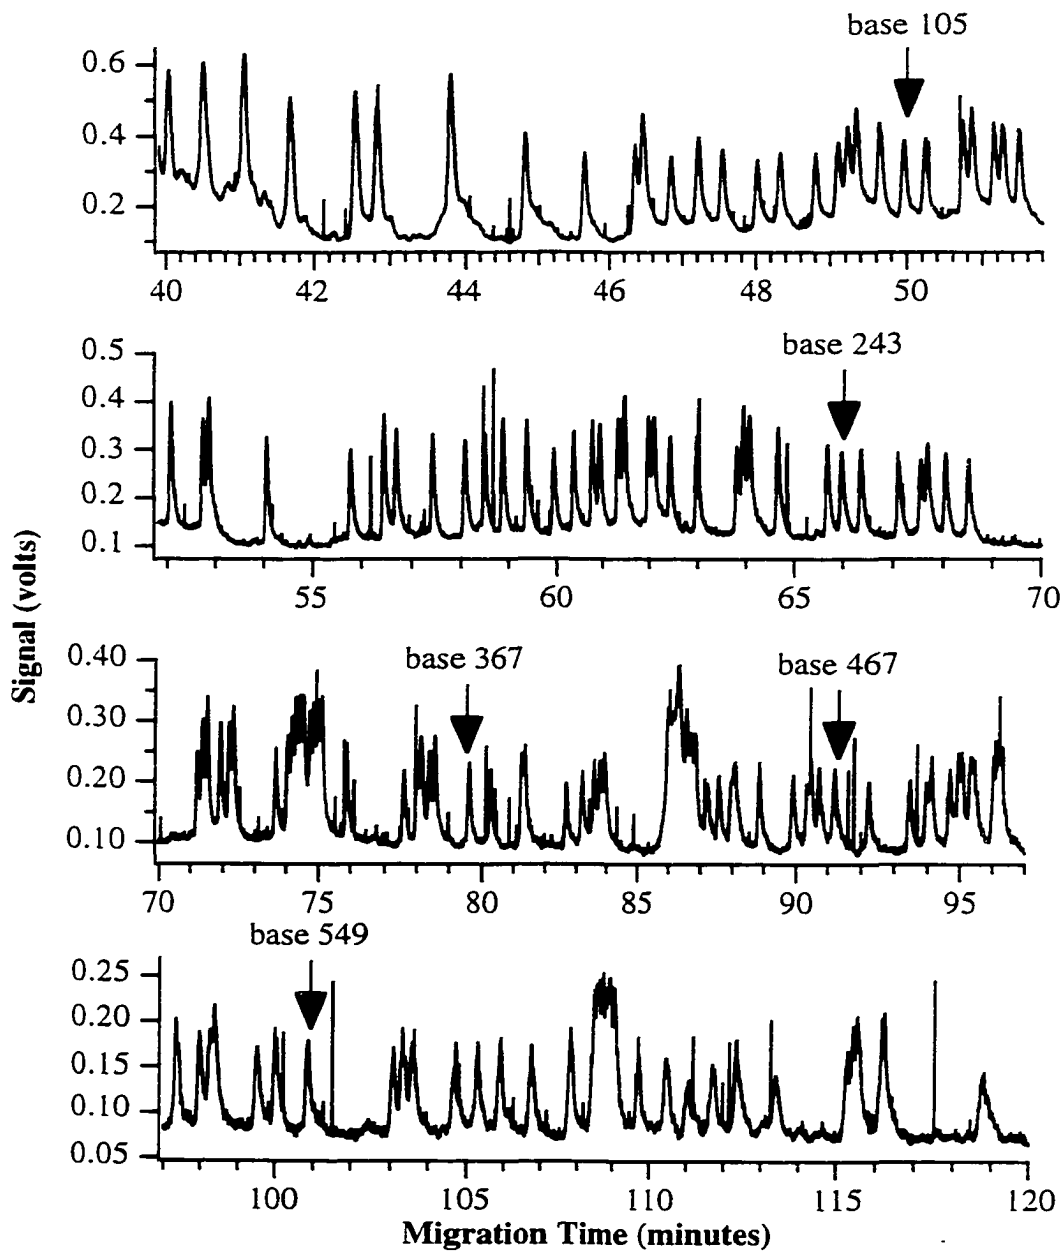 base 105
0.6
0.4
0.2
40 42 44 46 48 50
base 243
0.5
0.4
0.3
0.2
0.1
55 60 65 70
Signal (volts)
base 367 base 467
0.40
0.30
0.20
0.10
70 75 80 85 90 95
base 549
0.25
0.20
0.15
0.10
0.05
100 105 110 115 120
Migration Time (minutes)